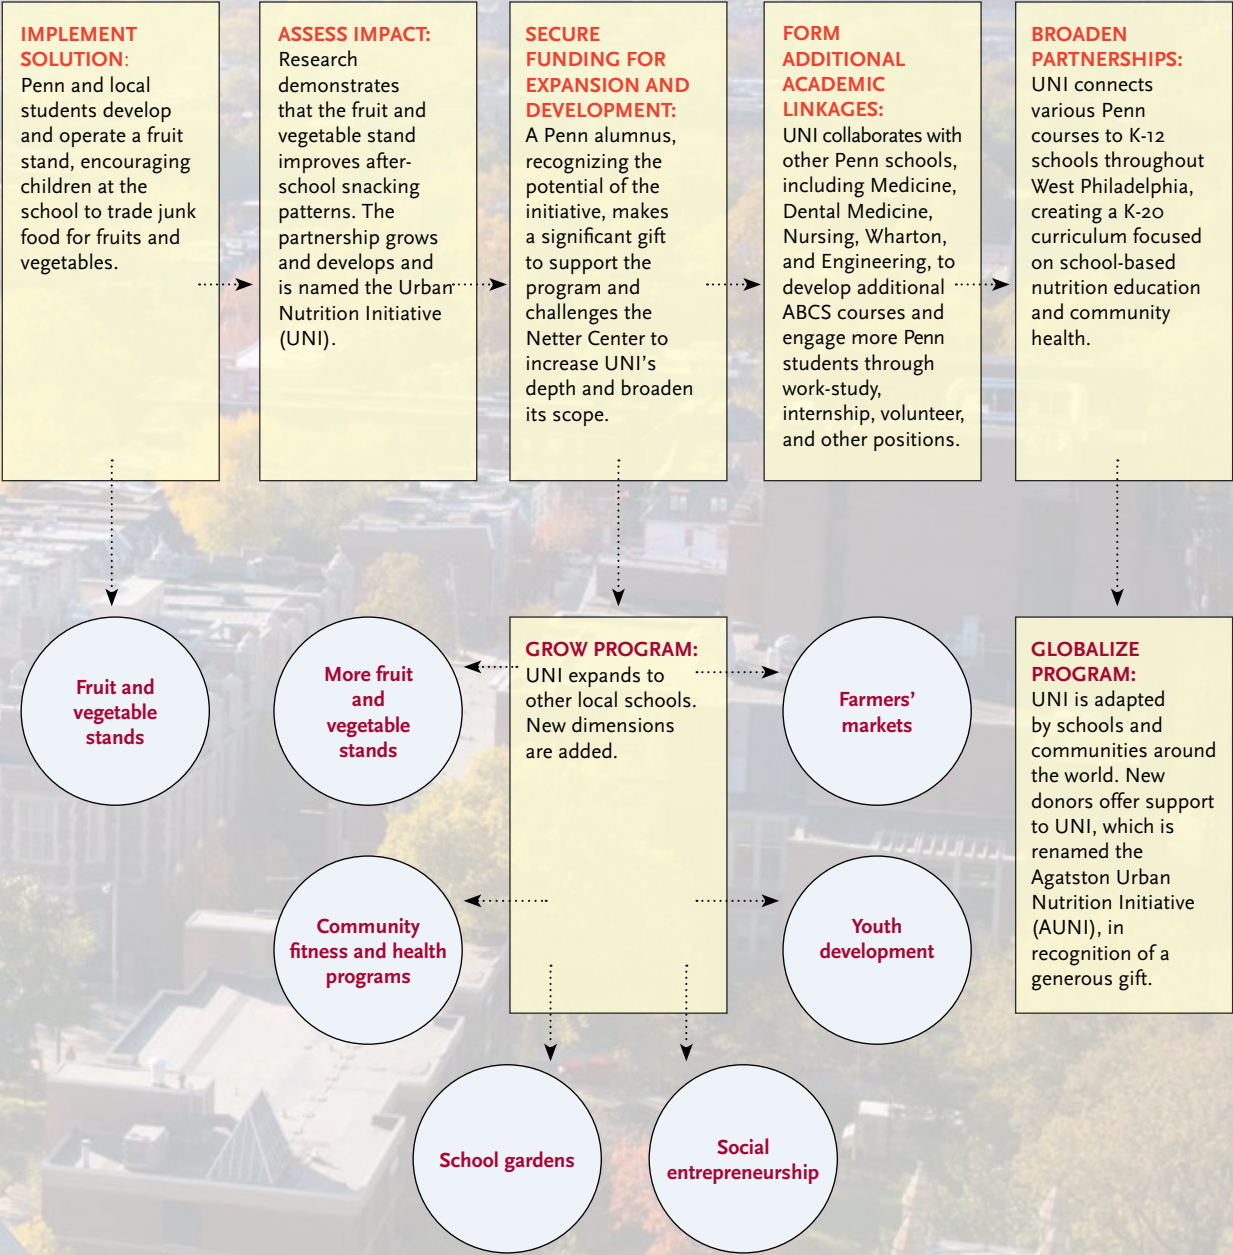 IMPLEMENT
SOLUTION:
Penn and local
students develop
and operate a fruit
stand, encouraging
children at the
school to trade junk
food for fruits and
vegetables.
ASSESS IMPACT:
Research
demonstrates
that the fruit and
vegetable stand
improves after-
school snacking
patterns. The
partnership grows
and develops and
is named the Urban
Nutrition Initiative
(UNI).
SECURE
FUNDING FOR
EXPANSION AND
DEVELOPMENT:
A Penn alumnus,
recognizing the
potential of the
initiative, makes
a significant gift
to support the
program and
challenges the
Netter Center to
increase UNI's
depth and broaden
its scope.
FORM
ADDITIONAL
ACADEMIC
LINKAGES:
UNI collaborates with
other Penn schools,
including Medicine,
Dental Medicine,
Nursing, Wharton,
and Engineering, to
develop additional
ABCS courses and
engage more Penn
students through
work-study,
internship, volunteer,
and other positions.
BROADEN
PARTNERSHIPS:
UNI connects
various Penn
courses to K-12
schools throughout
West Philadelphia,
creating a K-20
curriculum focused
on school-based
nutrition education
and community
health.
Fruit and
vegetable
stands
More fruit
and
vegetable
stands
GROW PROGRAM:
UNI expands to
other local schools.
New dimensions
are added.
Farmers'
markets
GLOBALIZE
PROGRAM:
UNI is adapted
by schools and
communities around
the world. New
donors offer support
to UNI, which is
renamed the
Agatston Urban
Nutrition Initiative
(AUNI), in
recognition of a
generous gift.
Community
fitness and health
programs
Youth
development
School gardens
Social
entrepreneurship